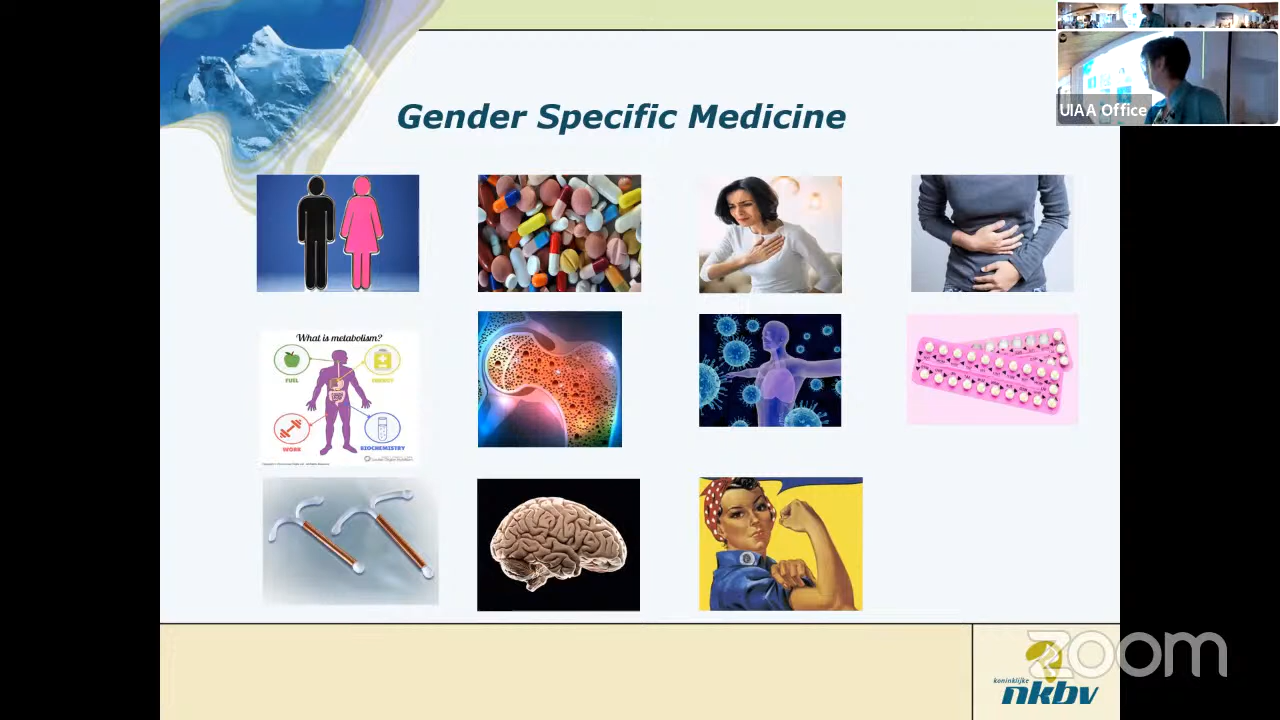 UIAA Office
Gender Specific Medicine
What is metabolism?
FUEL
ENERGY
WORK
BIOCHEMISTRY
zoom
koninklijke
nkbv